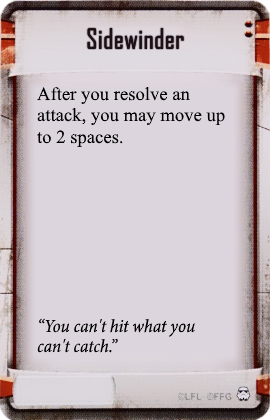 Sidewinder
After you resolve an
attack, you may move up
to 2 spaces.
“You can't hit what you
can't catch.”
©LFL ©FFG